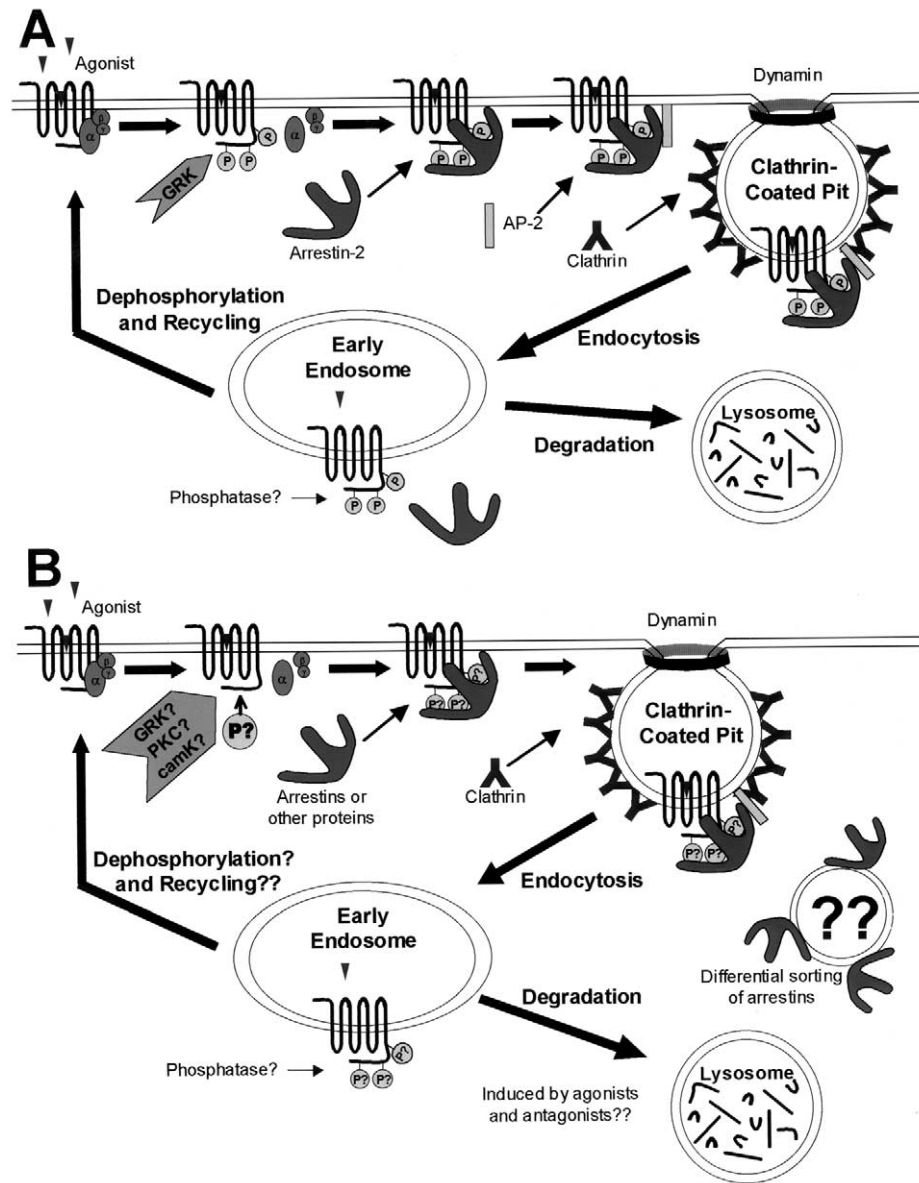 A
Agonist
Dynamin
β
γ
α
P
P
P
α
β
γ
P
P
P
P
P
P
GRK
Arrestin-2
AP-2
Clathrin
Clathrin-
Coated Pit
P
P
P
Dephosphorylation
and Recycling
Early
Endosome
Endocytosis
Degradation
Lysosome
Phosphatase?
P
P
P
B
Agonist
Dynamin
β
γ
α
α
β
γ
P?
P?
P?
GRK?
PKC?
camK?
P?
Arrestins or
other proteins
Clathrin
Clathrin-
Coated Pit
P?
P?
P?
Dephosphorylation?
and Recycling??
Early
Endosome
Endocytosis
??
Differential sorting
of arrestins
Degradation
Phosphatase?
P?
P?
P?
Induced by agonists
and antagonists??
Lysosome